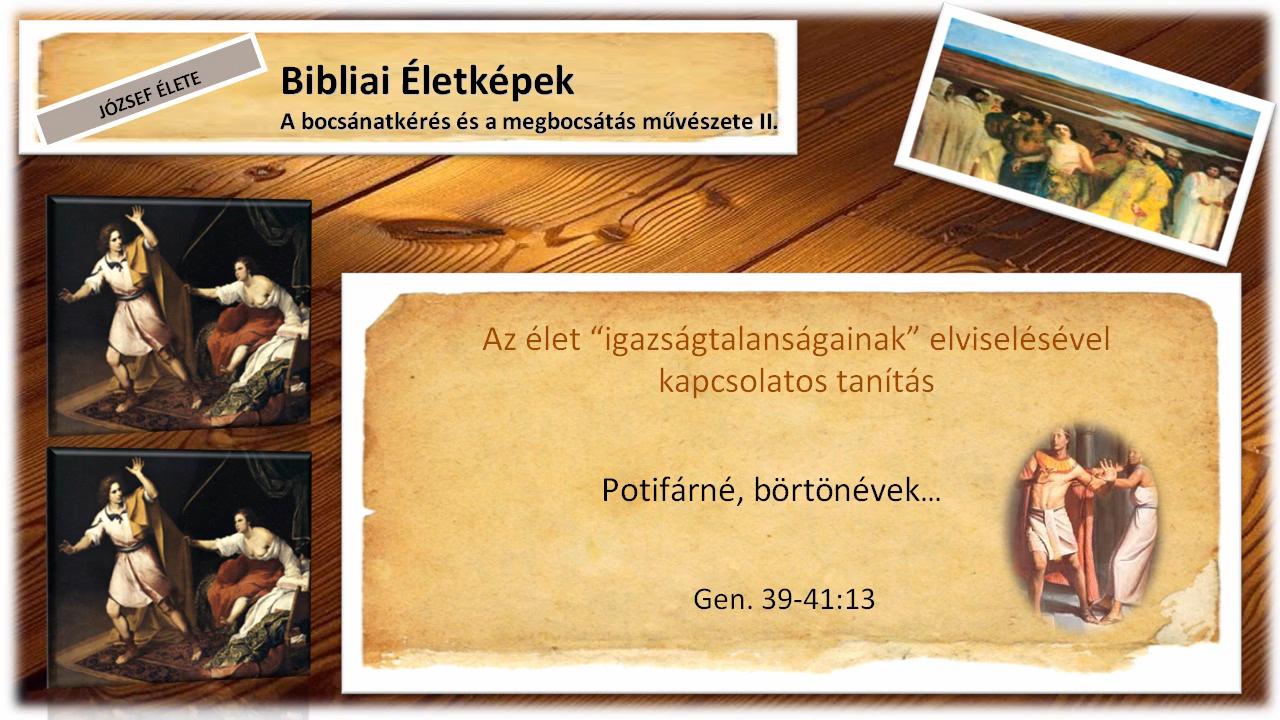 JÓZSEF ÉLETE
Bibliai Életképek
A bocsánatkérés és a megbocsátás művészete II.
Az élet “igazságtalanságainak” elviselésével
kapcsolatos tanítás
Potifárné, börtönévek...
Gen. 39-41:13